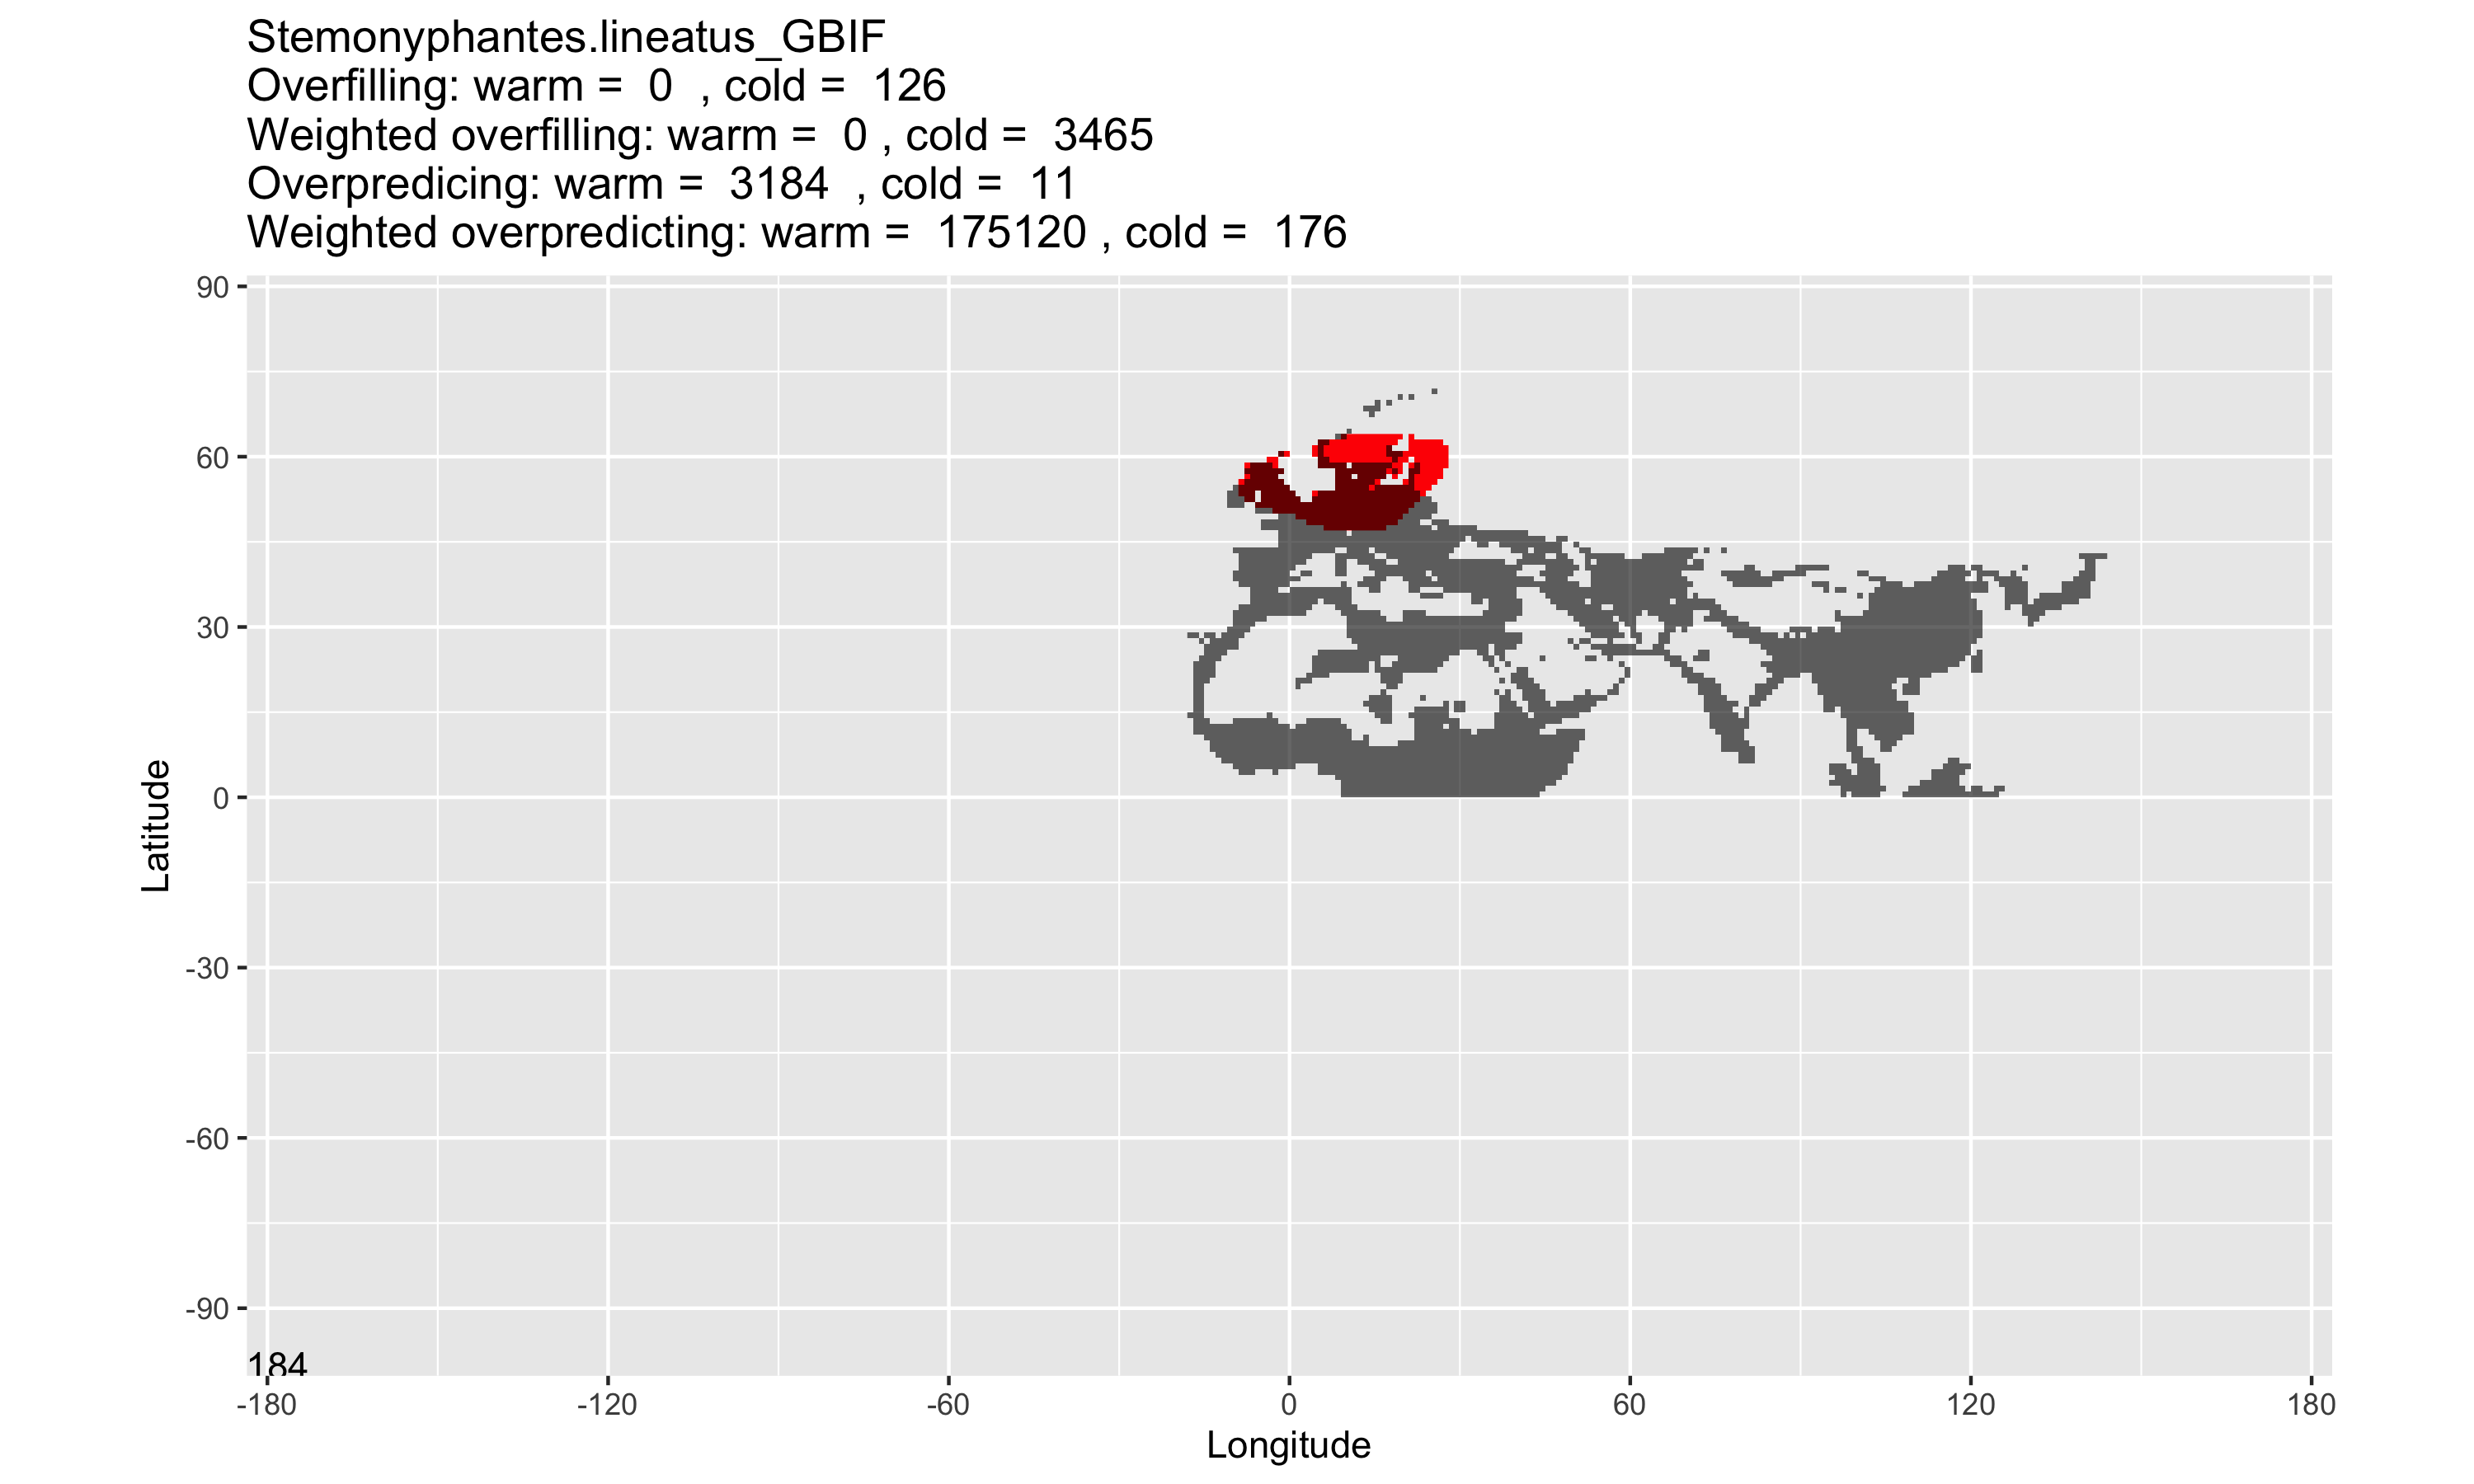 Stemonyphantes.lineatus_GBIF
Overfilling: warm =  0  , cold =  126
Weighted overfilling: warm =  0 , cold =  3465
Overpredicing: warm =  3184  , cold =  11
Weighted overpredicting: warm =  175120 , cold =  176
90
60
30
0
-30
-60
-90
Latitude
184
-180 -120 -60 0 60 120 180
Longitude